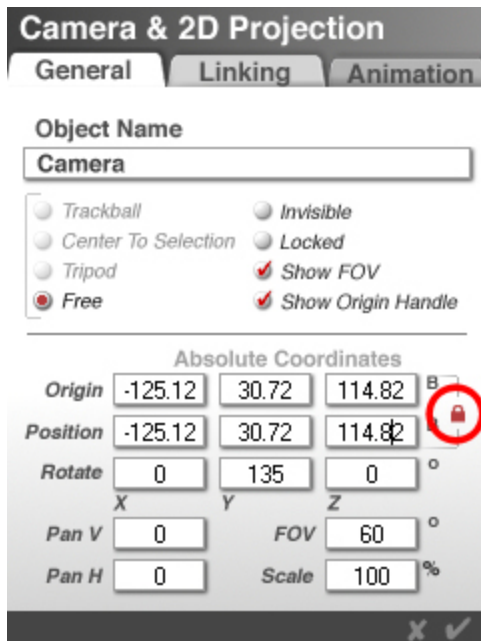 Camera & 2D Projection
General Linking Animation
Object Name
Camera
Trackball Invisible
Center To Selection Locked
Tripod Show FOV
Free Show Origin Handle
Absolute Coordinates
Origin -125.12 30.72 114.82 B
Position -125.12 30.72 114.82 B
Rotate 0 135 0 °
X Y Z
Pan V 0 FOV 60 °
Pan H 0 Scale 100 %